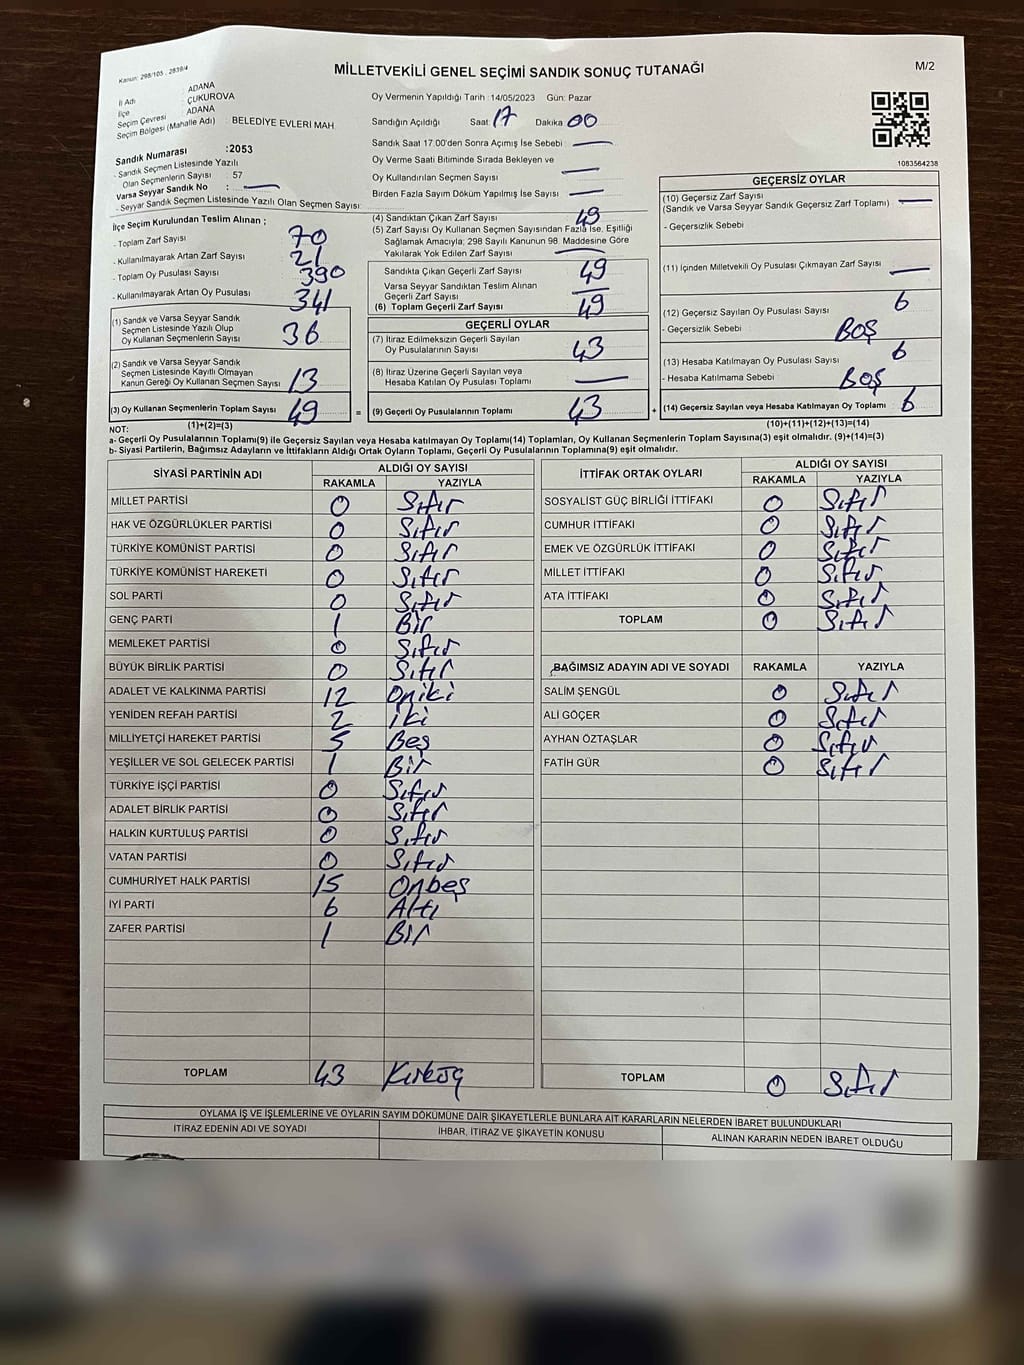 Kanun: 298/105 , 2839/4
MİLLETVEKİLİ GENEL SEÇİMİ SANDIK SONUÇ TUTANAĞI
M/2
İl Adı : ADANA
İlçe : ÇUKUROVA
Seçim Çevresi : ADANA
Seçim Bölgesi (Mahalle Adı) : BELEDİYE EVLERİ MAH
Sandık Numarası :2053
- Sandık Seçmen Listesinde Yazılı
Olan Seçmenlerin Sayısı : 57
Varsa Seyyar Sandık No : —
- Seyyar Sandık Seçmen Listesinde Yazılı Olan Seçmen Sayısı:
Oy Vermenin Yapıldığı Tarih :14/05/2023 Gün: Pazar
Sandığın Açıldığı Saat: 17 Dakika 00
Sandık Saat 17.00'den Sonra Açımış İse Sebebi : —
Oy Verme Saati Bitiminde Sırada Bekleyen ve
Oy Kullandırılan Seçmen Sayısı : —
Birden Fazla Sayım Döküm Yapılmış İse Sayısı : —
1083564238
İlçe Seçim Kurulundan Teslim Alınan ;
- Toplam Zarf Sayısı 70
- Kullanılmayarak Artan Zarf Sayısı 21
- Toplam Oy Pusulası Sayısı 390
- Kullanılmayarak Artan Oy Pusulası 341
(1) Sandık ve Varsa Seyyar Sandık
Seçmen Listesinde Yazılı Olup
Oy Kullanan Seçmenlerin Sayısı 36
(2) Sandık ve Varsa Seyyar Sandık
Seçmen Listesinde Kayıtlı Olmayan
Kanun Gereği Oy Kullanan Seçmen Sayısı 13
(3) Oy Kullanan Seçmenlerin Toplam Sayısı 49 =
(1)+(2)=(3)
(4) Sandıktan Çıkan Zarf Sayısı : 49
(5) Zarf Sayısı Oy Kullanan Seçmen Sayısından Fazla İse, Eşitliği
Sağlamak Amacıyla; 298 Sayılı Kanunun 98. Maddesine Göre
Yakılarak Yok Edilen Zarf Sayısı : —
Sandıkta Çıkan Geçerli Zarf Sayısı 49
Varsa Seyyar Sandıktan Teslim Alınan
Geçerli Zarf Sayısı —
(6) Toplam Geçerli Zarf Sayısı 49
GEÇERLİ OYLAR
(7) İtiraz Edilmeksizin Geçerli Sayılan
Oy Pusulalarının Sayısı 43
(8) İtiraz Üzerine Geçerli Sayılan veya
Hesaba Katılan Oy Pusulası Toplamı —
(9) Geçerli Oy Pusulalarının Toplamı 43 +
GEÇERSİZ OYLAR
(10) Geçersiz Zarf Sayısı
(Sandık ve Varsa Seyyar Sandık Geçersiz Zarf Toplamı) —
- Geçersizlik Sebebi
(11) İçinden Milletvekili Oy Pusulası Çıkmayan Zarf Sayısı —
(12) Geçersiz Sayılan Oy Pusulası Sayısı 6
- Geçersizlik Sebebi : BOŞ
(13) Hesaba Katılmayan Oy Pusulası Sayısı 6
- Hesaba Katılmama Sebebi BOŞ
(14) Geçersiz Sayılan veya Hesaba Katılmayan Oy Toplamı 6
(10)+(11)+(12)+(13)=(14)
NOT:
a- Geçerli Oy Pusulalarının Toplamı(9) ile Geçersiz Sayılan veya Hesaba katılmayan Oy Toplamı(14) Toplamları, Oy Kullanan Seçmenlerin Toplam Sayısına(3) eşit olmalıdır. (9)+(14)=(3)
b- Siyasi Partilerin, Bağımsız Adayların ve İttifakların Aldığı Ortak Oyların Toplamı, Geçerli Oy Pusulalarının Toplamına(9) eşit olmalıdır.
SİYASİ PARTİNİN ADI ALDIĞI OY SAYISI
RAKAMLA YAZIYLA
MİLLET PARTİSİ 0 Sıfır
HAK VE ÖZGÜRLÜKLER PARTİSİ 0 Sıfır
TÜRKİYE KOMÜNİST PARTİSİ 0 Sıfır
TÜRKİYE KOMÜNİST HAREKETİ 0 Sıfır
SOL PARTİ 0 Sıfır
GENÇ PARTİ 1 Bir
MEMLEKET PARTİSİ 0 Sıfır
BÜYÜK BİRLİK PARTİSİ 0 Sıfır
ADALET VE KALKINMA PARTİSİ 12 Oniki
YENİDEN REFAH PARTİSİ 2 iki
MİLLİYETÇİ HAREKET PARTİSİ 5 Beş
YEŞİLLER VE SOL GELECEK PARTİSİ 1 Bir
TÜRKİYE İŞÇİ PARTİSİ 0 Sıfır
ADALET BİRLİK PARTİSİ 0 Sıfır
HALKIN KURTULUŞ PARTİSİ 0 Sıfır
VATAN PARTİSİ 0 Sıfır
CUMHURİYET HALK PARTİSİ 15 Onbeş
İYİ PARTİ 6 Altı
ZAFER PARTİSİ 1 Bir
TOPLAM 43 Kırküç
İTTİFAK ORTAK OYLARI ALDIĞI OY SAYISI
RAKAMLA YAZIYLA
SOSYALİST GÜÇ BİRLİĞİ İTTİFAKI 0 Sıfır
CUMHUR İTTİFAKI 0 Sıfır
EMEK VE ÖZGÜRLÜK İTTİFAKI 0 Sıfır
MİLLET İTTİFAKI 0 Sıfır
ATA İTTİFAKI 0 Sıfır
TOPLAM 0 Sıfır
BAĞIMSIZ ADAYIN ADI VE SOYADI RAKAMLA YAZIYLA
SALİM ŞENGÜL 0 Sıfır
ALİ GÖÇER 0 Sıfır
AYHAN ÖZTAŞLAR 0 Sıfır
FATİH GÜR 0 Sıfır
TOPLAM 0 Sıfır
OYLAMA İŞ VE İŞLEMLERİNE VE OYLARIN SAYIM DÖKÜMÜNE DAİR ŞİKAYETLERLE BUNLARA AİT KARARLARIN NELERDEN İBARET BULUNDUKLARI
İTİRAZ EDENİN ADI VE SOYADI İHBAR, İTİRAZ VE ŞİKAYETİN KONUSU ALINAN KARARIN NEDEN İBARET OLDUĞU